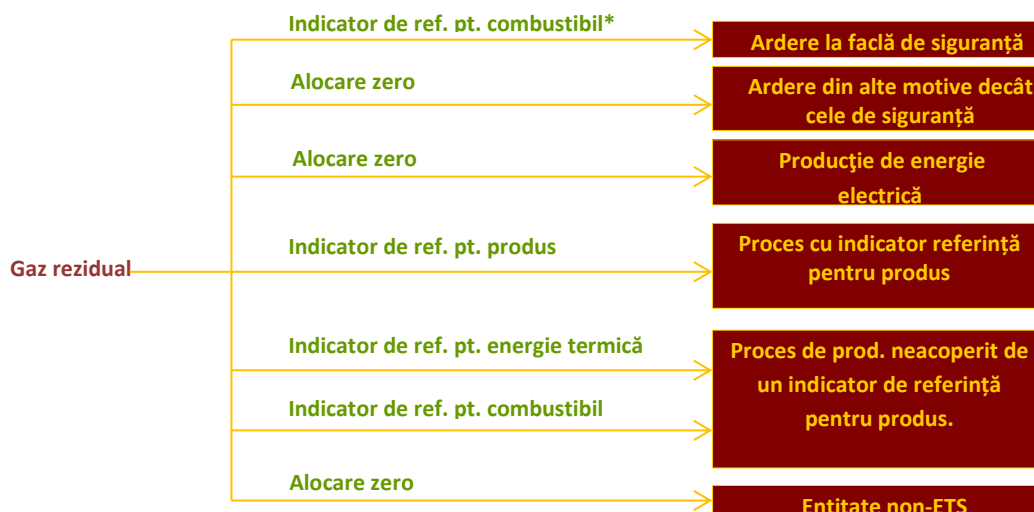 Indicator de ref. pt. combustibil*
Ardere la faclă de siguranță
Alocare zero
Ardere din alte motive decât
cele de siguranță
Alocare zero
Producţie de energie
electrică
Indicator de ref. pt. produs
Proces cu indicator referință
pentru produs
Gaz rezidual
Indicator de ref. pt. energie termică
Proces de prod. neacoperit de
un indicator de referință
pentru produs.
Indicator de ref. pt. combustibil
Alocare zero
Entitate non-ETS